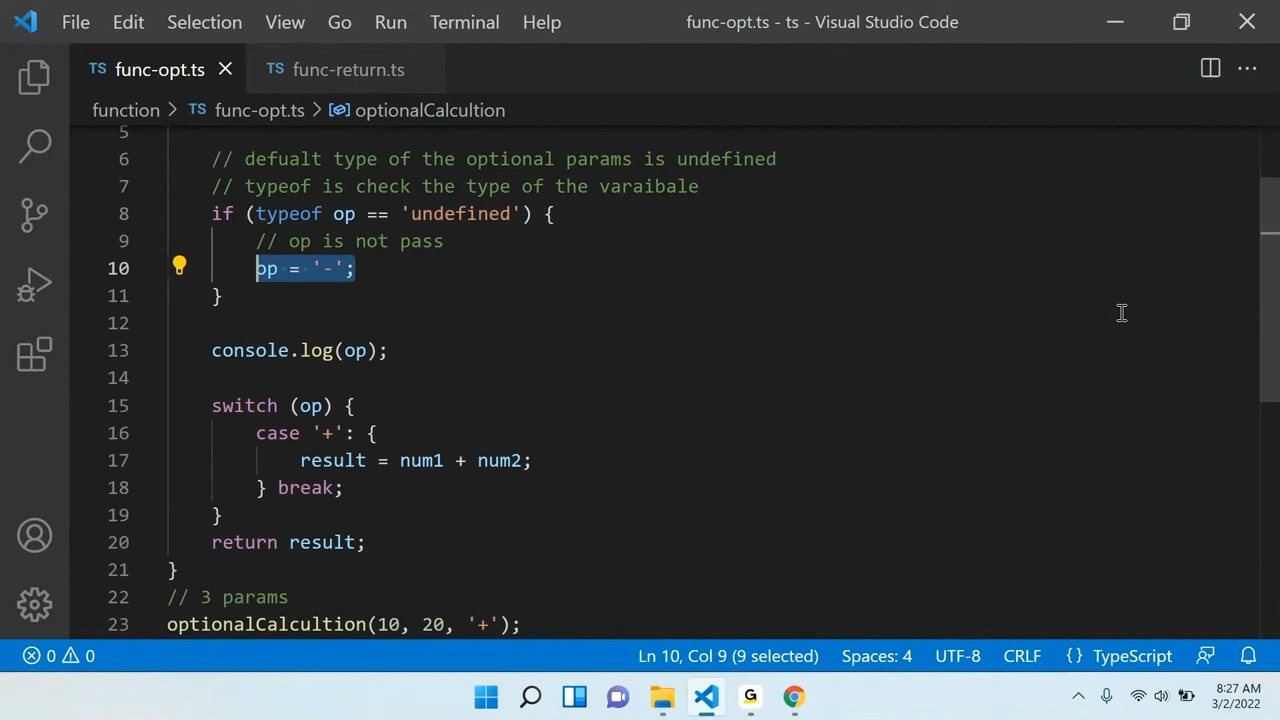 File Edit Selection View Go Run Terminal Help func-opt.ts - ts - Visual Studio Code
TS func-opt.ts TS func-return.ts
function > TS func-opt.ts > optionalCalcultion
5
6 // defualt type of the optional params is undefined
7 // typeof is check the type of the varaibale
8 if (typeof op == 'undefined') {
9 // op is not pass
10 op = '-';
11 }
12
13 console.log(op);
14
15 switch (op) {
16 case '+': {
17 result = num1 + num2;
18 } break;
19 }
20 return result;
21 }
22 // 3 params
23 optionalCalcultion(10, 20, '+');
0 0 Ln 10, Col 9 (9 selected) Spaces: 4 UTF-8 CRLF {} TypeScript
G 8:27 AM
3/2/2022